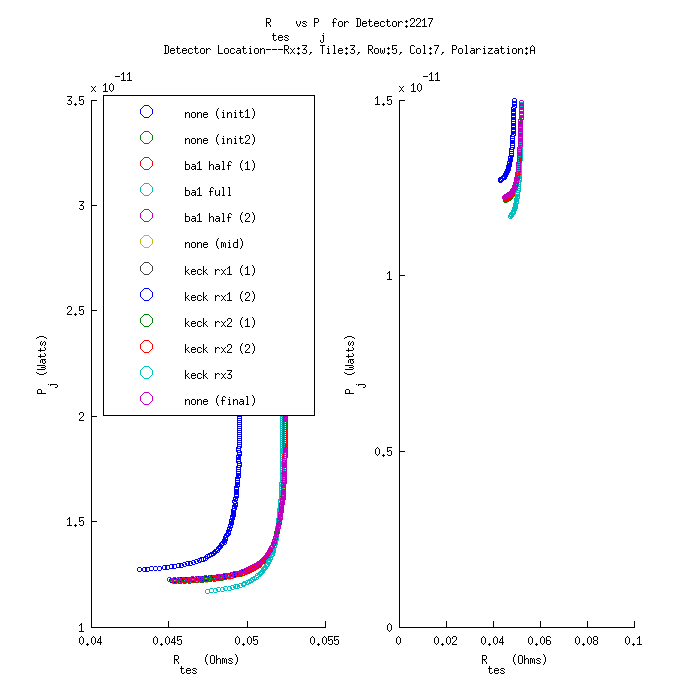 R    vs P  for Detector:2217
tes    j
Detector Location---Rx:3, Tile:3, Row:5, Col:7, Polarization:A
x 10 -11
3.5
3
2.5
2
1.5
1
P j (Watts)
none (init1)
none (init2)
ba1 half (1)
ba1 full
ba1 half (2)
none (mid)
keck rx1 (1)
keck rx1 (2)
keck rx2 (1)
keck rx2 (2)
keck rx3
none (final)
0.04 0.045 0.05 0.055
R tes (Ohms)
x 10 -11
1.5
1
0.5
0
P j (Watts)
0 0.02 0.04 0.06 0.08 0.1
R tes (Ohms)